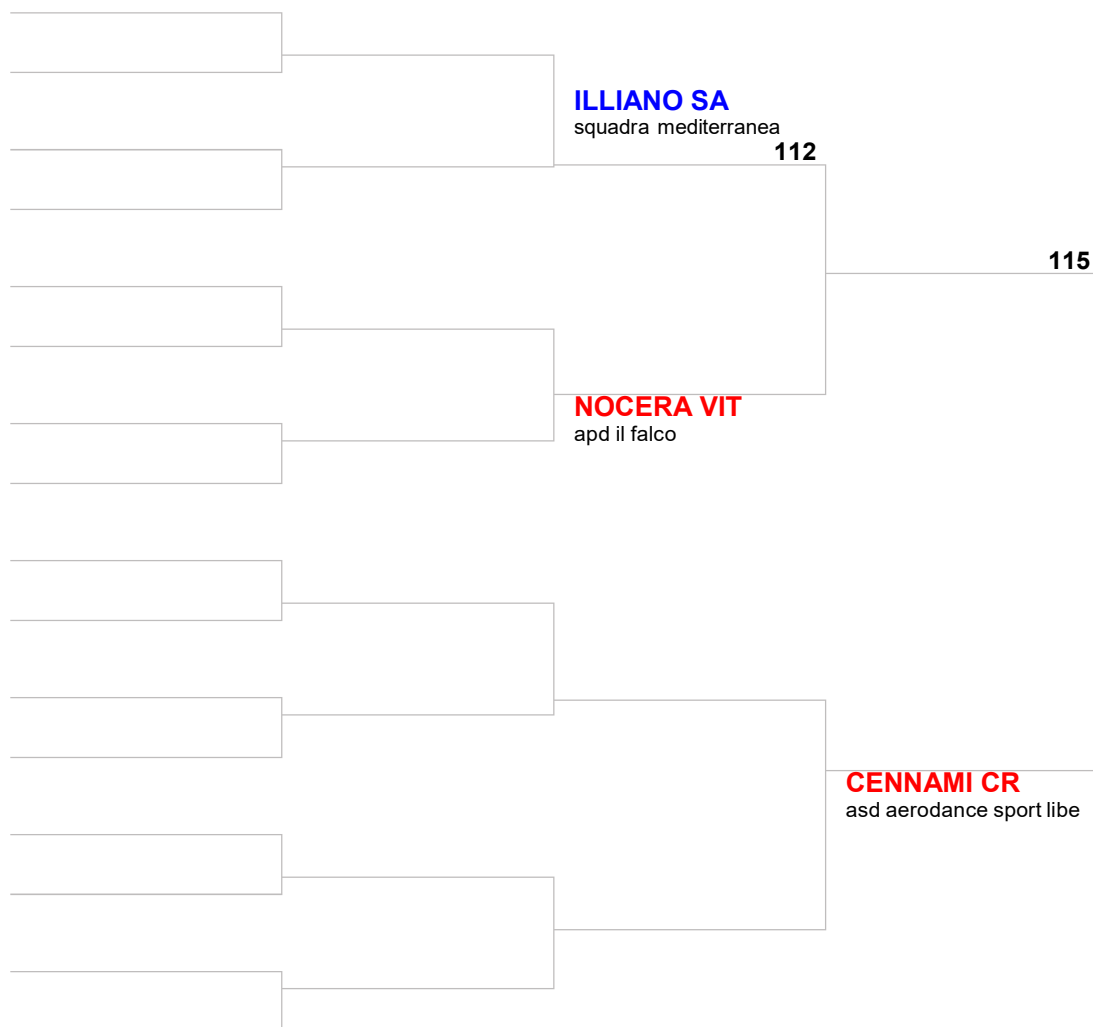 ILLIANO SA
squadra mediterranea
112
115
NOCERA VIT
apd il falco
CENNAMI CR
asd aerodance sport libe